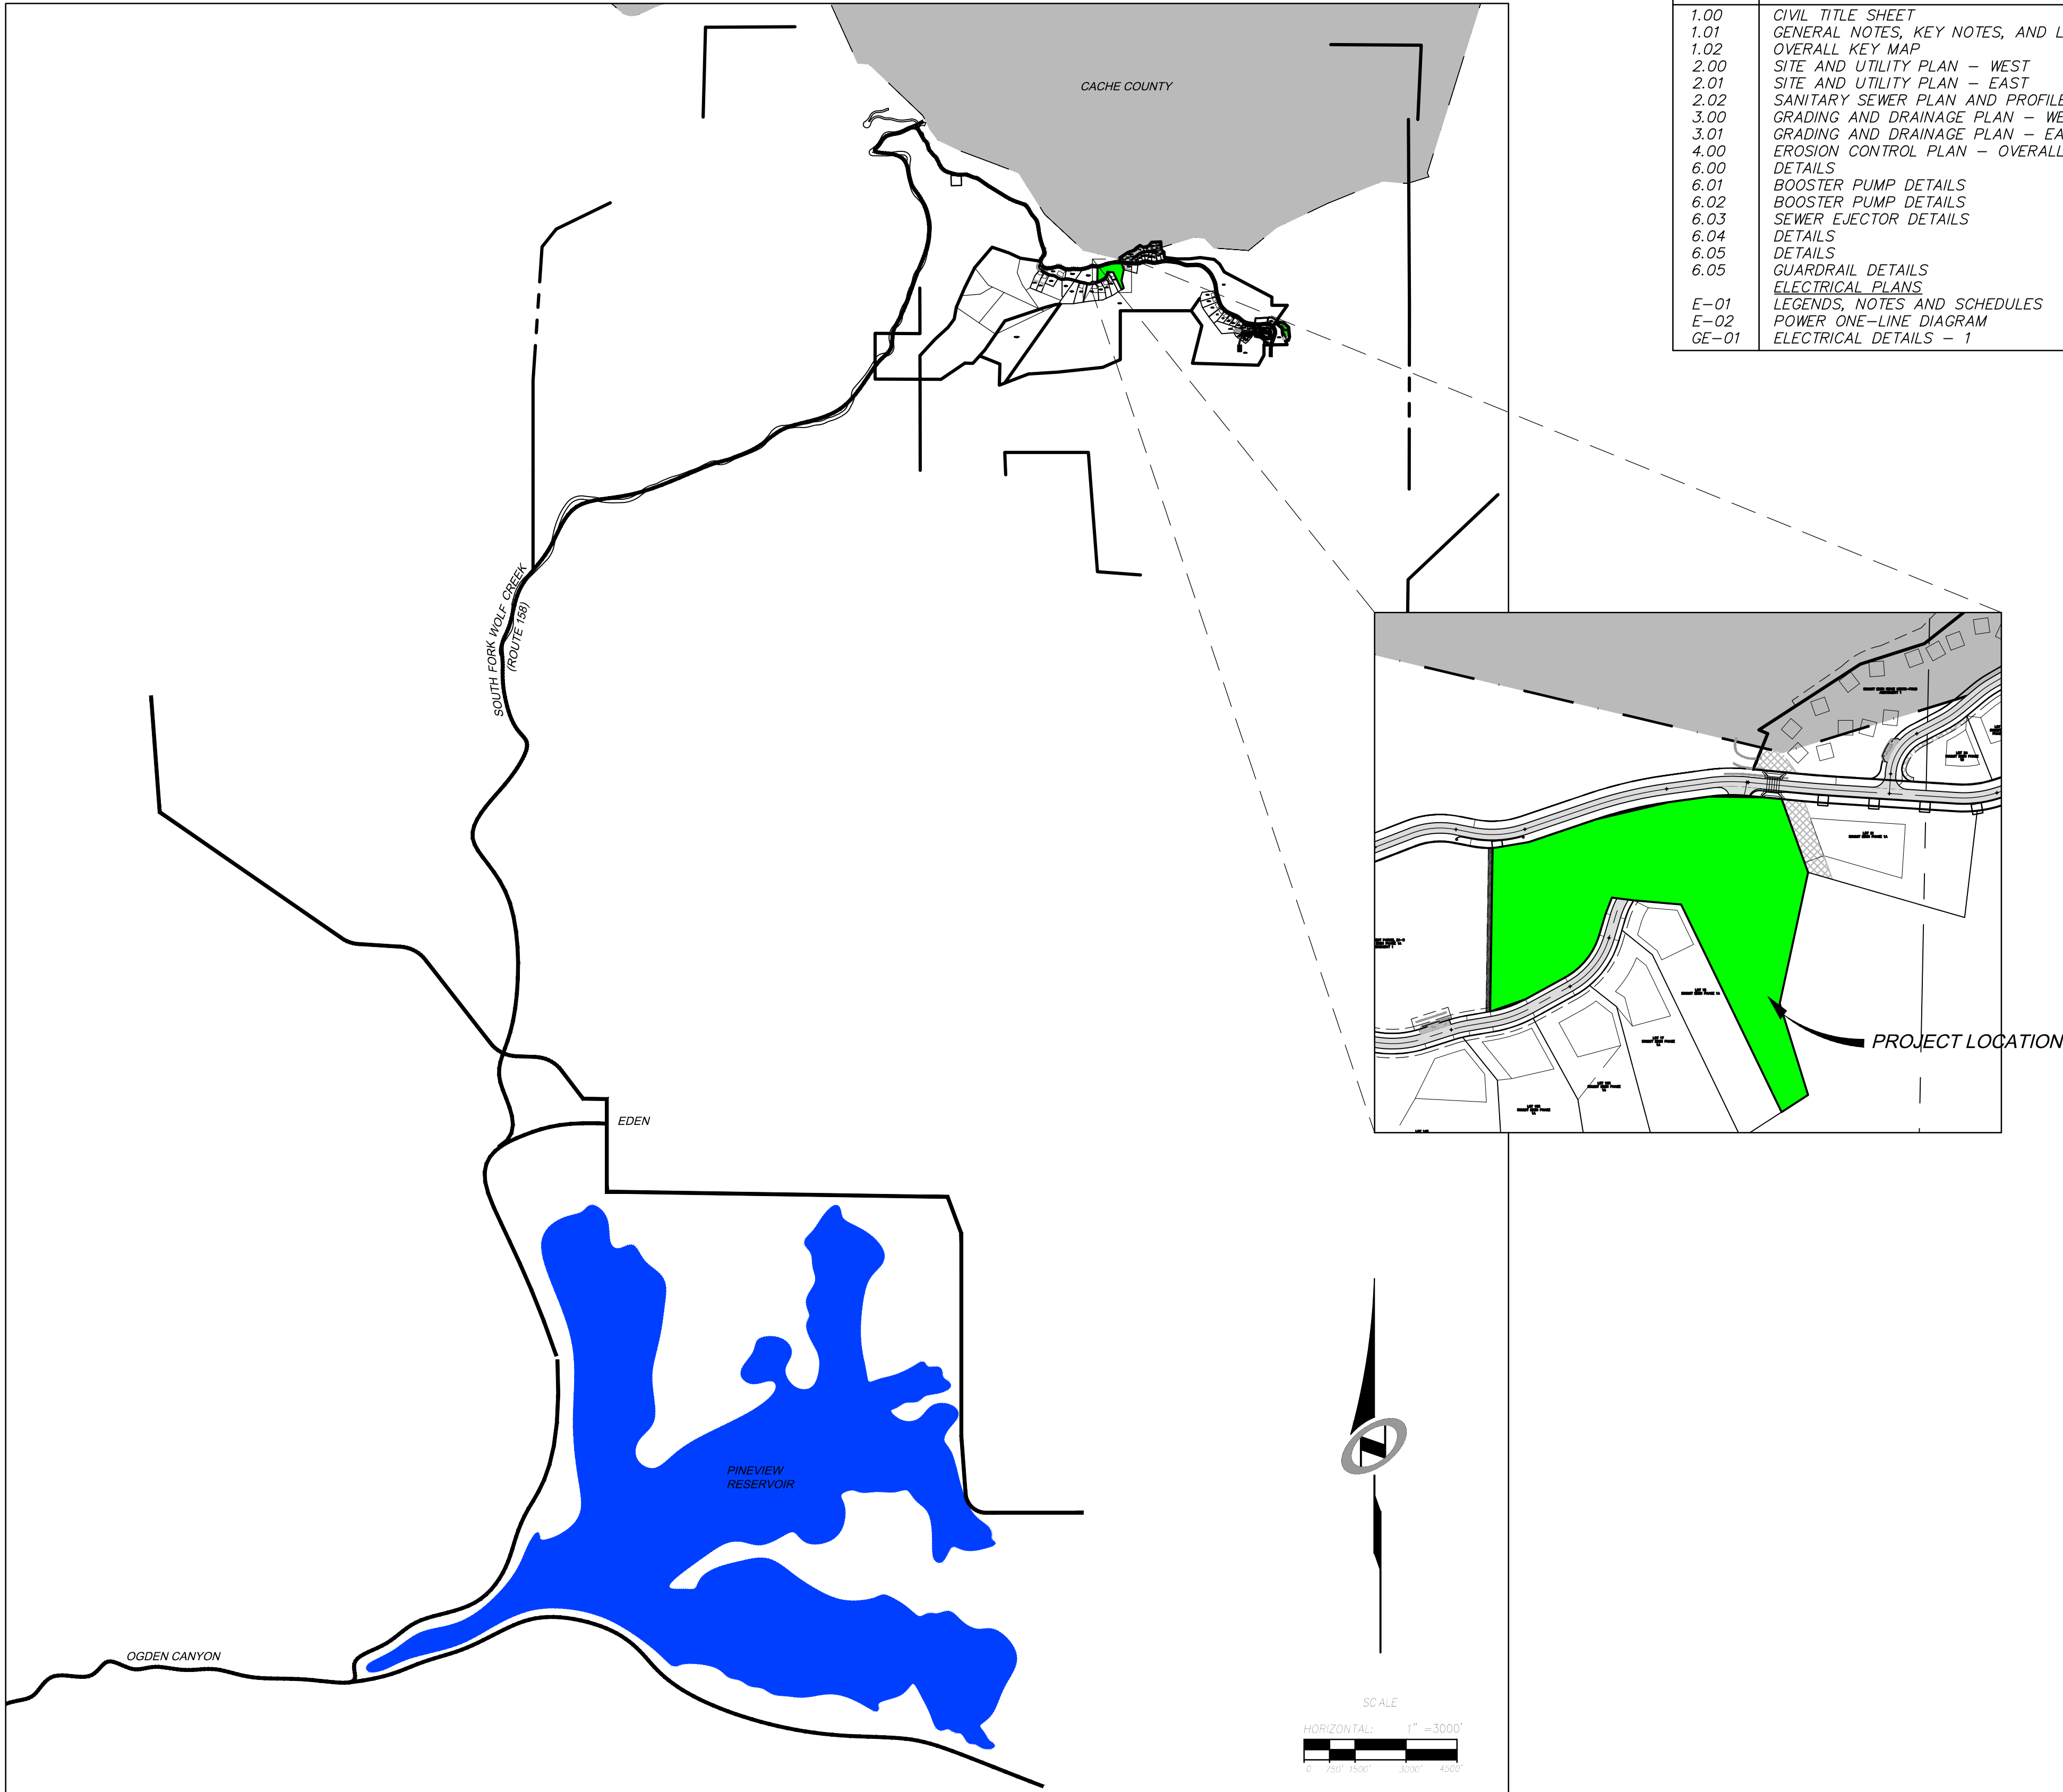 1.00 CIVIL TITLE SHEET
1.01 GENERAL NOTES, KEY NOTES, AND L
1.02 OVERALL KEY MAP
2.00 SITE AND UTILITY PLAN – WEST
2.01 SITE AND UTILITY PLAN – EAST
2.02 SANITARY SEWER PLAN AND PROFILE
3.00 GRADING AND DRAINAGE PLAN – WE
3.01 GRADING AND DRAINAGE PLAN – EA
4.00 EROSION CONTROL PLAN – OVERALL
6.00 DETAILS
6.01 BOOSTER PUMP DETAILS
6.02 BOOSTER PUMP DETAILS
6.03 SEWER EJECTOR DETAILS
6.04 DETAILS
6.05 DETAILS
6.05 GUARDRAIL DETAILS
ELECTRICAL PLANS
E–01 LEGENDS, NOTES AND SCHEDULES
E–02 POWER ONE–LINE DIAGRAM
GE–01 ELECTRICAL DETAILS – 1
CACHE COUNTY
SOUTH FORK WOLF CREEK
(ROUTE 158)
PROJECT LOCATION
EDEN
PINEVIEW
RESERVOIR
OGDEN CANYON
N
SCALE
HORIZONTAL: 1" =3000'
0 750' 1500' 3000' 4500'